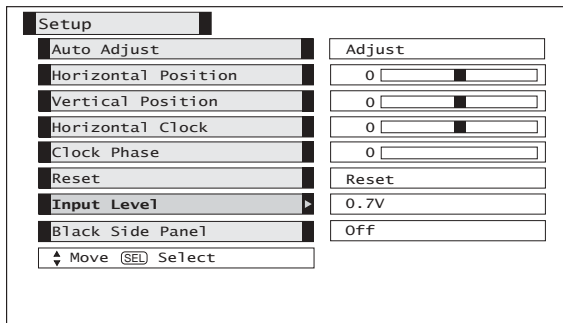 Setup
Auto Adjust Adjust
Horizontal Position 0
Vertical Position 0
Horizontal Clock 0
Clock Phase 0
Reset Reset
Input Level 0.7V
Black Side Panel Off
Move SEL Select